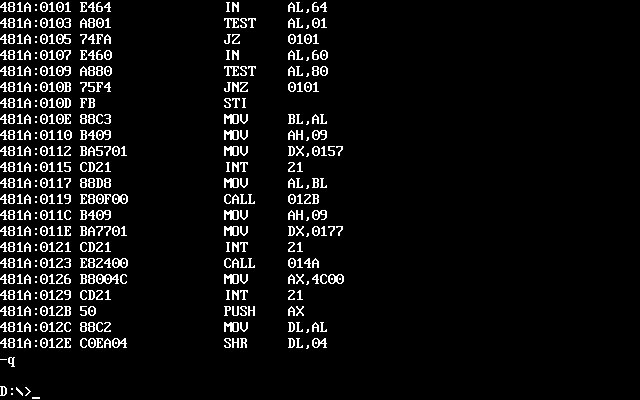 481A:0101 E464          IN      AL,64
481A:0103 A801          TEST    AL,01
481A:0105 74FA          JZ      0101
481A:0107 E460          IN      AL,60
481A:0109 A880          TEST    AL,80
481A:010B 75F4          JNZ     0101
481A:010D FB            STI
481A:010E 88C3          MOV     BL,AL
481A:0110 B409          MOV     AH,09
481A:0112 BA5701        MOV     DX,0157
481A:0115 CD21          INT     21
481A:0117 88D8          MOV     AL,BL
481A:0119 E80F00        CALL    012B
481A:011C B409          MOV     AH,09
481A:011E BA7701        MOV     DX,0177
481A:0121 CD21          INT     21
481A:0123 E82400        CALL    014A
481A:0126 B8004C        MOV     AX,4C00
481A:0129 CD21          INT     21
481A:012B 50            PUSH    AX
481A:012C 88C2          MOV     DL,AL
481A:012E C0EA04        SHR     DL,04
-q
D:\>_